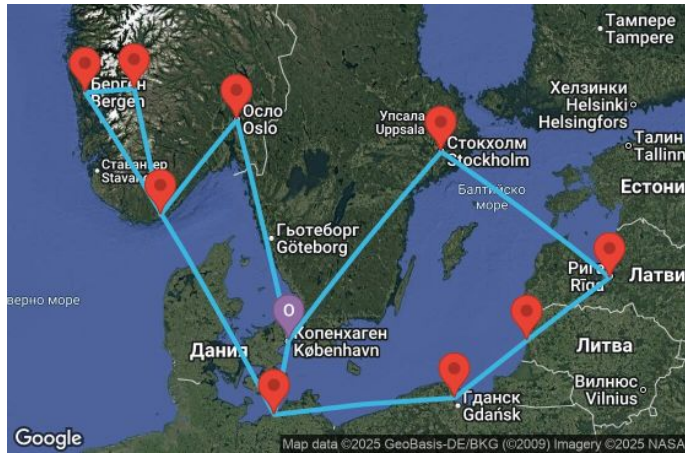 Тампере
Tampere
Хелзинки
Helsinki
Helsingfors
Талин
Tallinn
Берген
Bergen
Осло
Oslo
Упсала
Uppsala
Стокхолм
Stockholm
Ставангер
Балтийско
море
Естони
Гьотеборг
Göteborg
Рига
Rīga
Латви
верно море
O
Копенхаген
København
Дания
Литва
Вилнюс
Vilnius
Гданск
Gdańsk
Google
Map data ©2025 GeoBasis-DE/BKG (©2009) Imagery ©2025 NASA